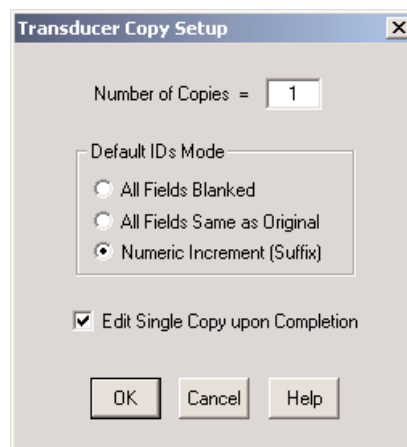 Transducer Copy Setup
Number of Copies = 1
Default IDs Mode
All Fields Blanked
All Fields Same as Original
Numeric Increment (Suffix)
Edit Single Copy upon Completion
OK Cancel Help